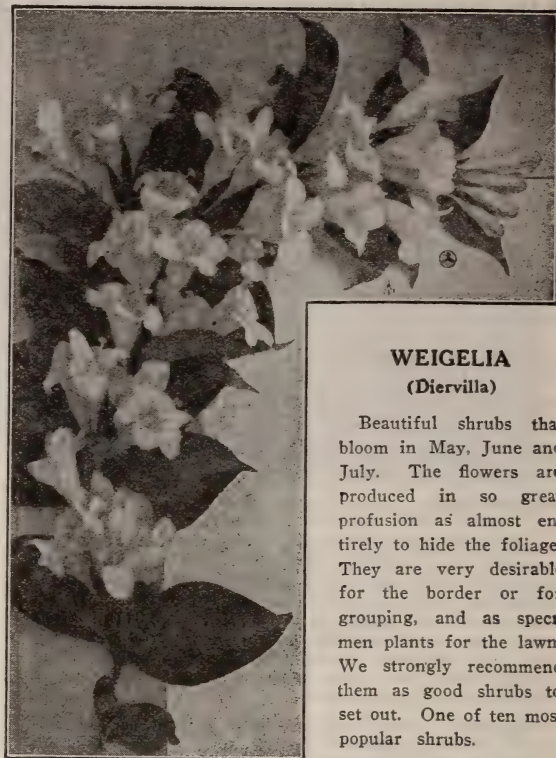 WEIGELIA
(Diervilla)
Beautiful shrubs tha
bloom in May, June and
July. The flowers are
produced in so grea
profusion as almost en
tirely to hide the foliage
They are very desirable
for the border or for
grouping, and as speci
men plants for the lawn
We strongly recommend
them as good shrubs to
set out. One of ten mos
popular shrubs.